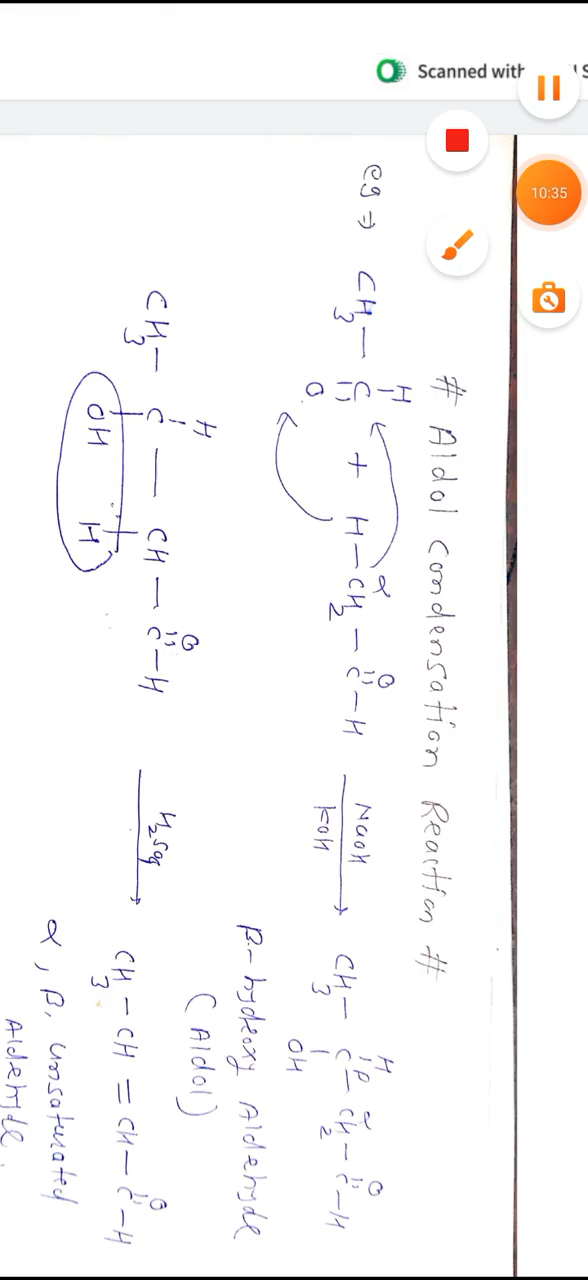 Scanned with
10:35
# Aldol Condensation Reaction #
eg ⇒ CH3 — C(H)(=O) + H — CH2 — C(=O) — H NaOH KOH → CH3 — C(H)(OH) — CH2 — C(=O) — H
α β α
β- hydroxy Aldehyde
(Aldol)
CH3 — C(H)(OH) — CH(H) — C(=O) — H H2SO4 → CH3 — CH = CH — C(=O) — H
α, β, unsaturated
Aldehyde.